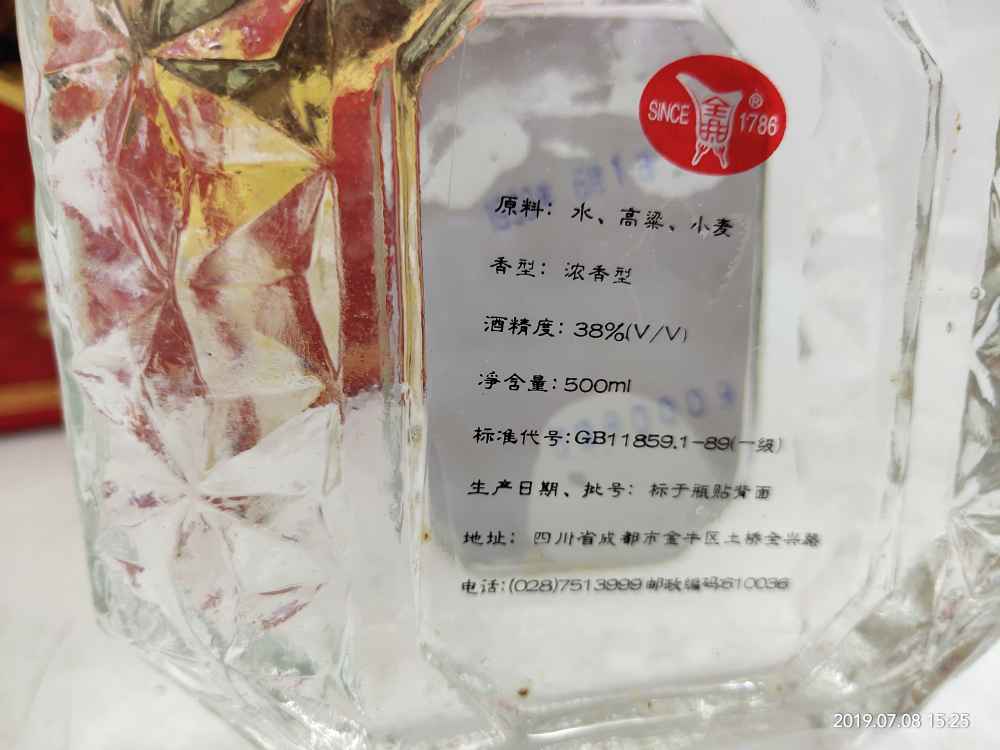 SINCE 全興 ® 1786
原料：水、高粱、小麦
香型：浓香型
酒精度：38%(V/V)
净含量：500ml
标准代号：GB11859.1-89(一级)
生产日期、批号：标于瓶贴背面
地址：四川省成都市金牛区土桥全兴路
电话：(028)7513999 邮政编码610036
2019.07.08 15:25